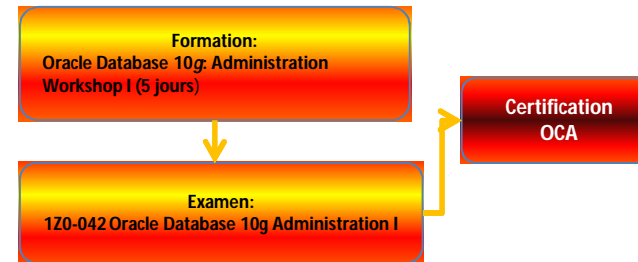 Formation:
Oracle Database 10g: Administration
Workshop I (5 jours)
Certification
OCA
Examen:
1Z0-042 Oracle Database 10g Administration I